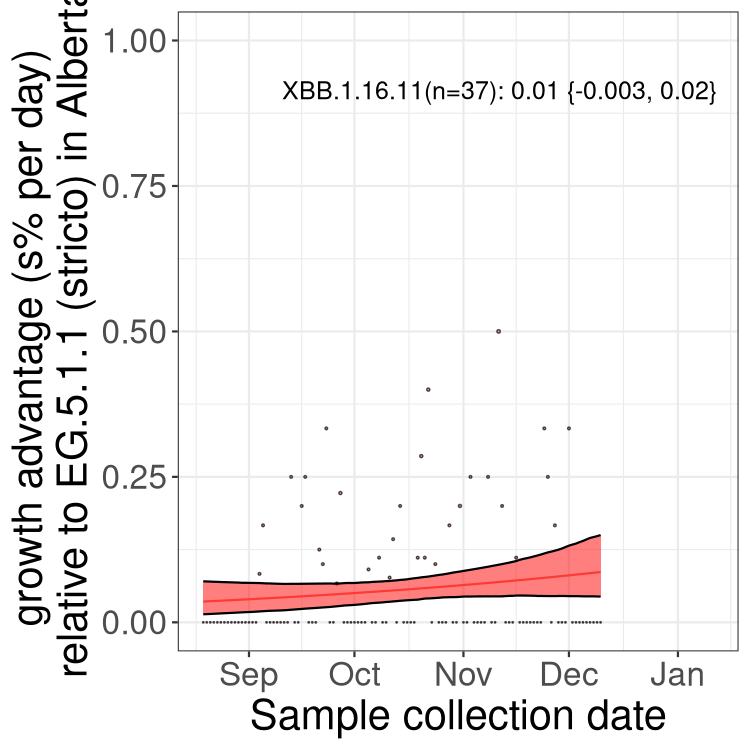 growth advantage (s% per day)
relative to EG.5.1.1 (stricto) in Alberta
1.00
XBB.1.16.11(n=37): 0.01 {-0.003, 0.02}
0.75
0.50
0.25
0.00
Sep Oct Nov Dec Jan
Sample collection date